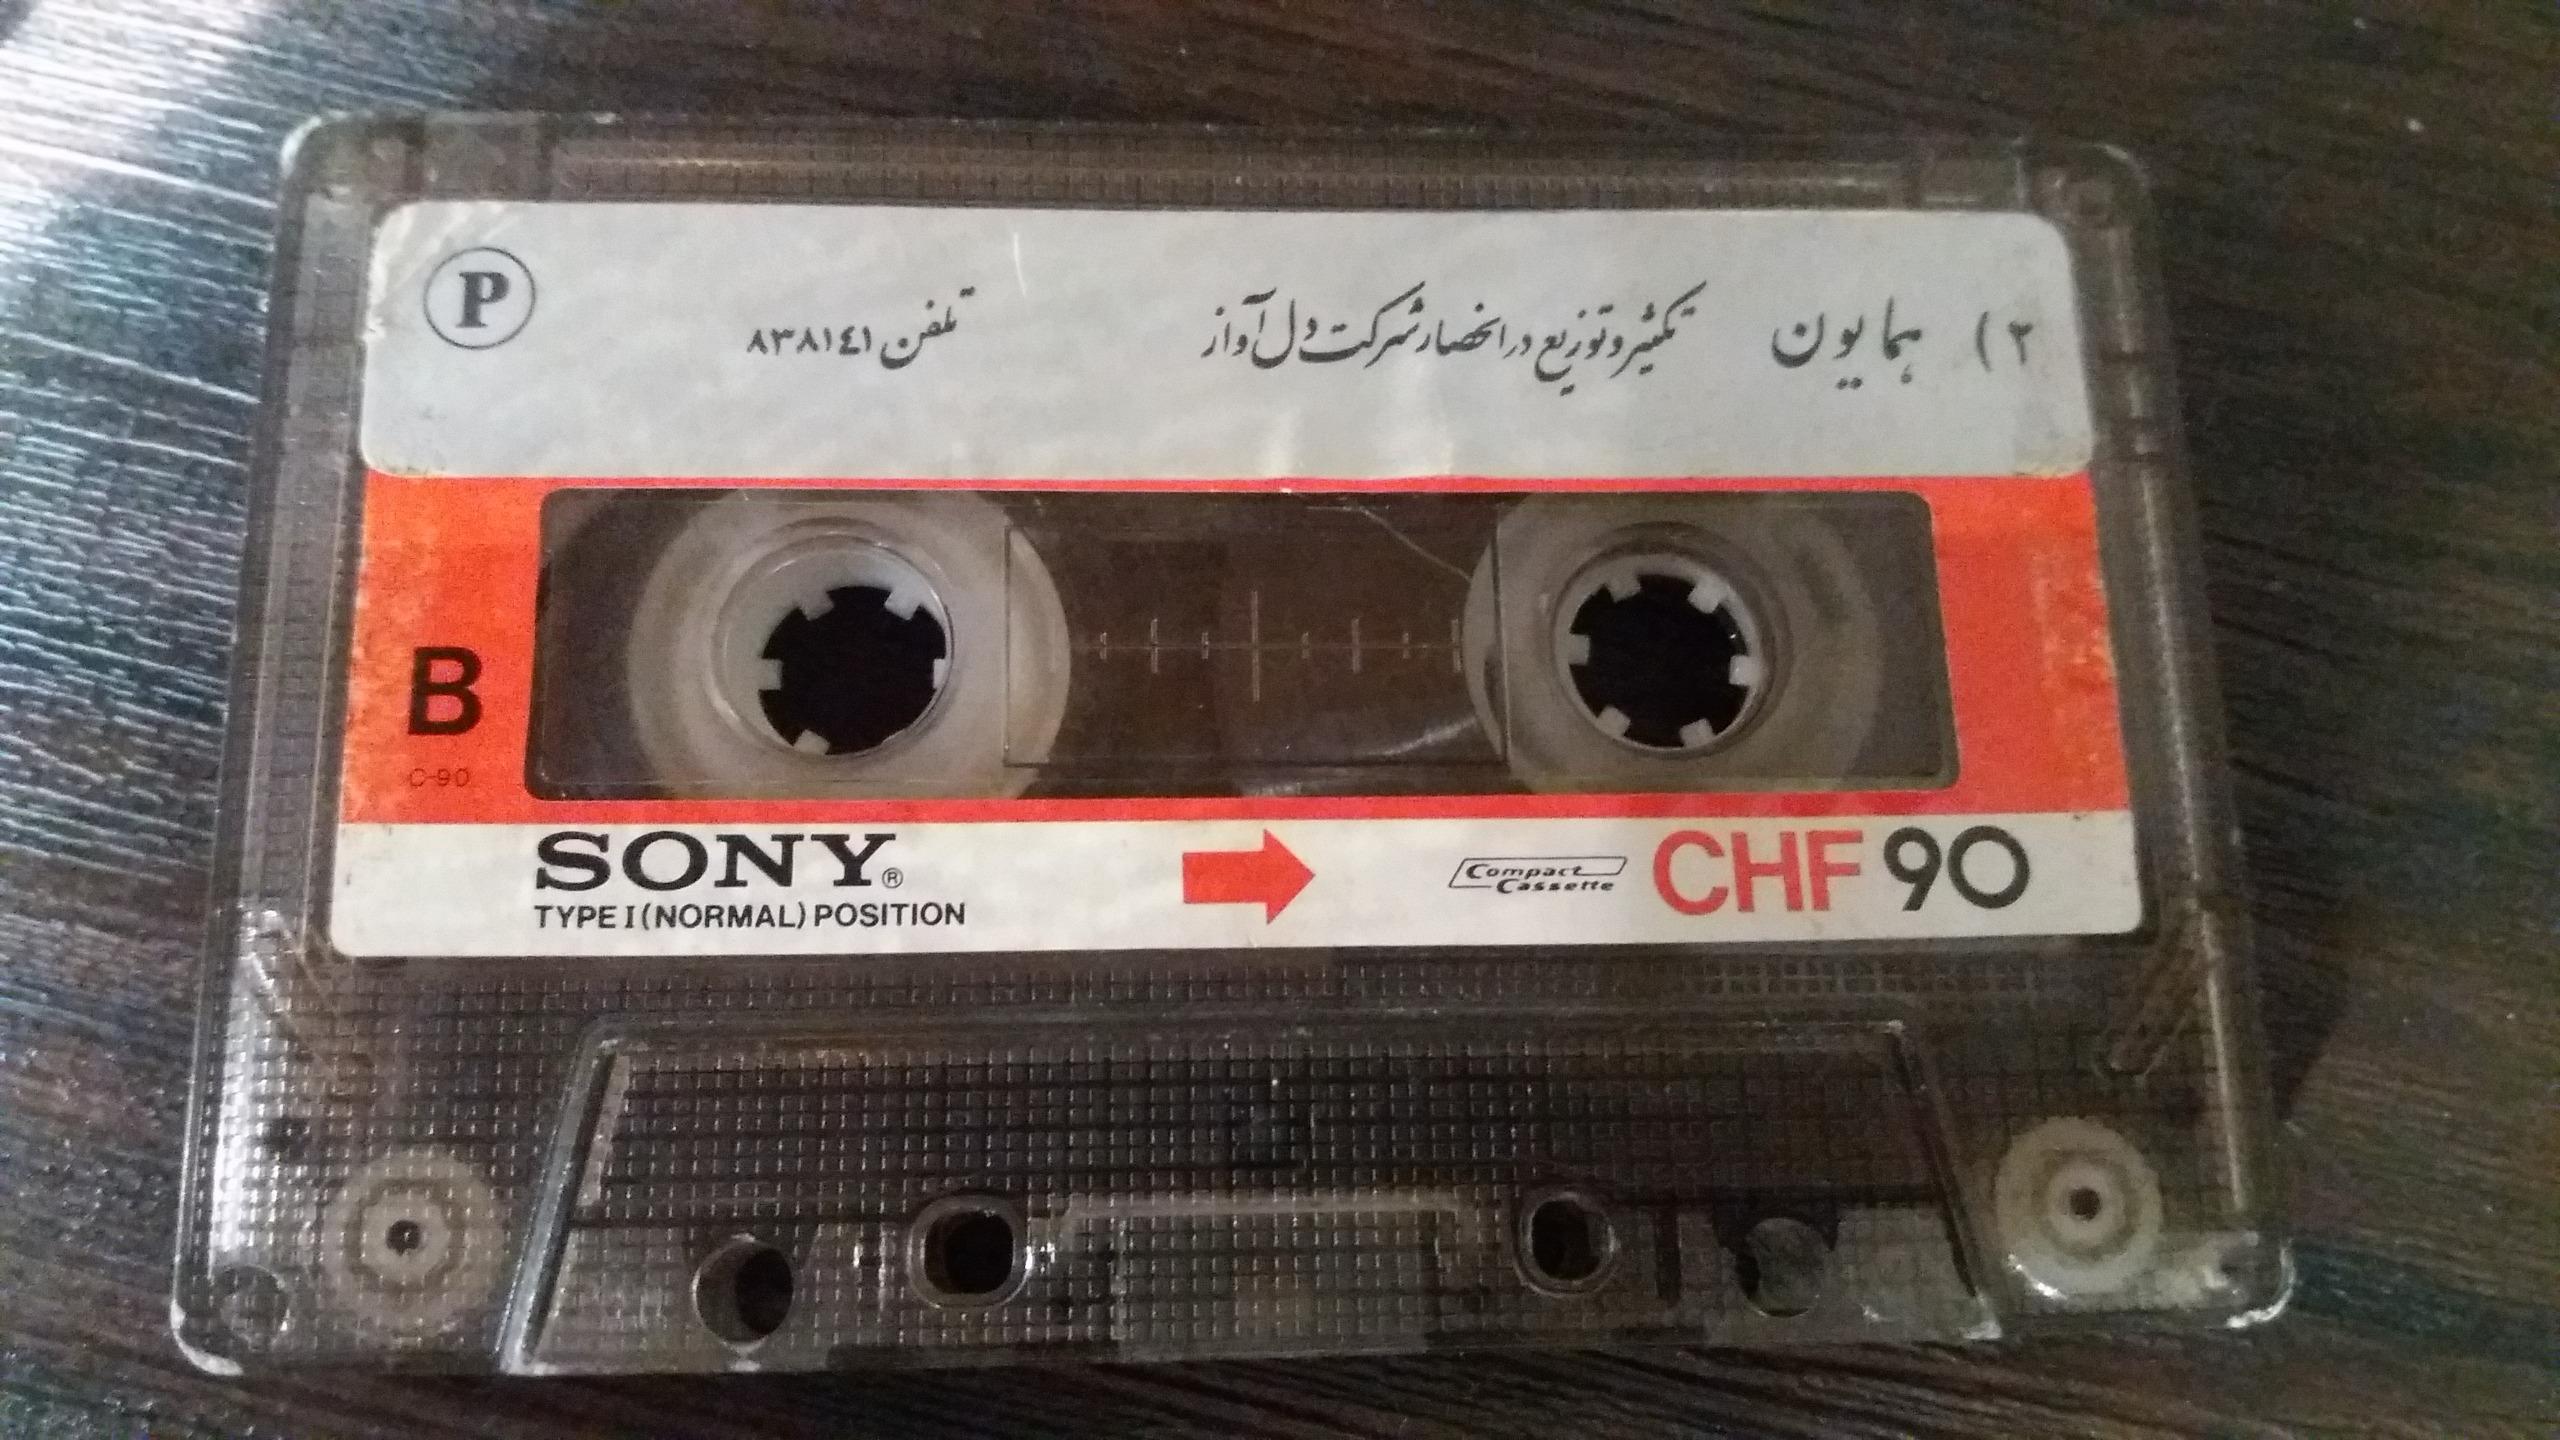 ۲) همایون تکثیر و توزیع در انحصار شرکت دل آواز تلفن ۸۳۸۱٤۱
P
B
C-90
SONY® Compact Cassette CHF 90
TYPE I (NORMAL) POSITION